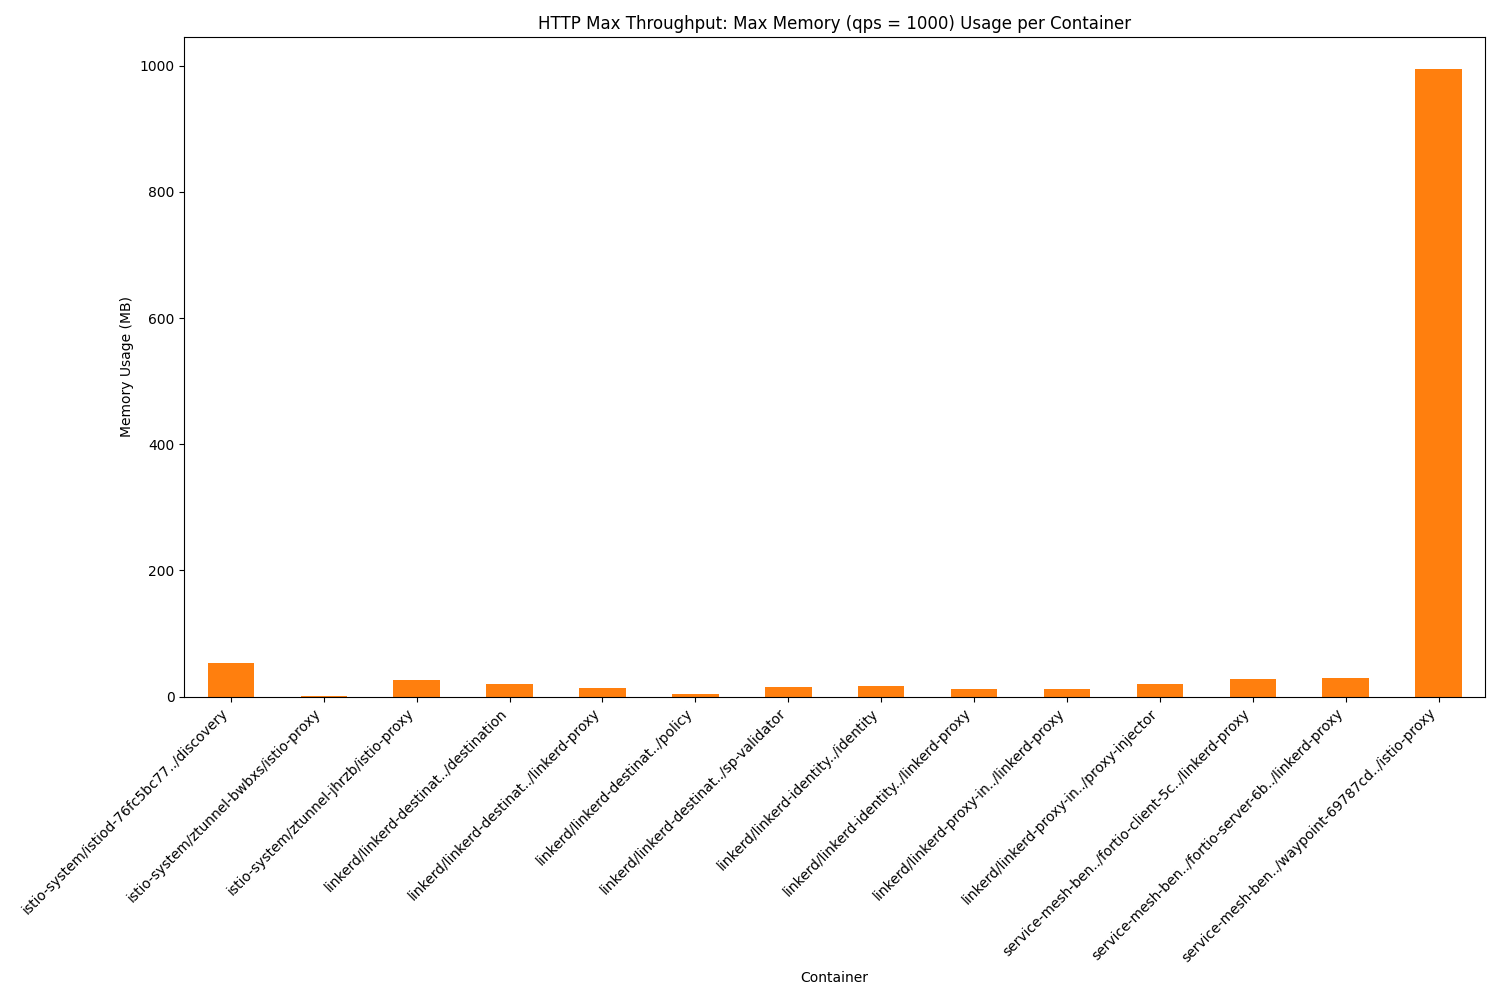 HTTP Max Throughput: Max Memory (qps = 1000) Usage per Container
1000
800
600
400
200
0
Memory Usage (MB)
istio-system/istiod-76fc5bc77../discovery
istio-system/ztunnel-bwbxs/istio-proxy
istio-system/ztunnel-jhrzb/istio-proxy
linkerd/linkerd-destinat../destination
linkerd/linkerd-destinat../linkerd-proxy
linkerd/linkerd-destinat../policy
linkerd/linkerd-destinat../sp-validator
linkerd/linkerd-identity../identity
linkerd/linkerd-identity../linkerd-proxy
linkerd/linkerd-proxy-in../linkerd-proxy
linkerd/linkerd-proxy-in../proxy-injector
service-mesh-ben../fortio-client-5c../linkerd-proxy
service-mesh-ben../fortio-server-6b../linkerd-proxy
service-mesh-ben../waypoint-69787cd../istio-proxy
Container